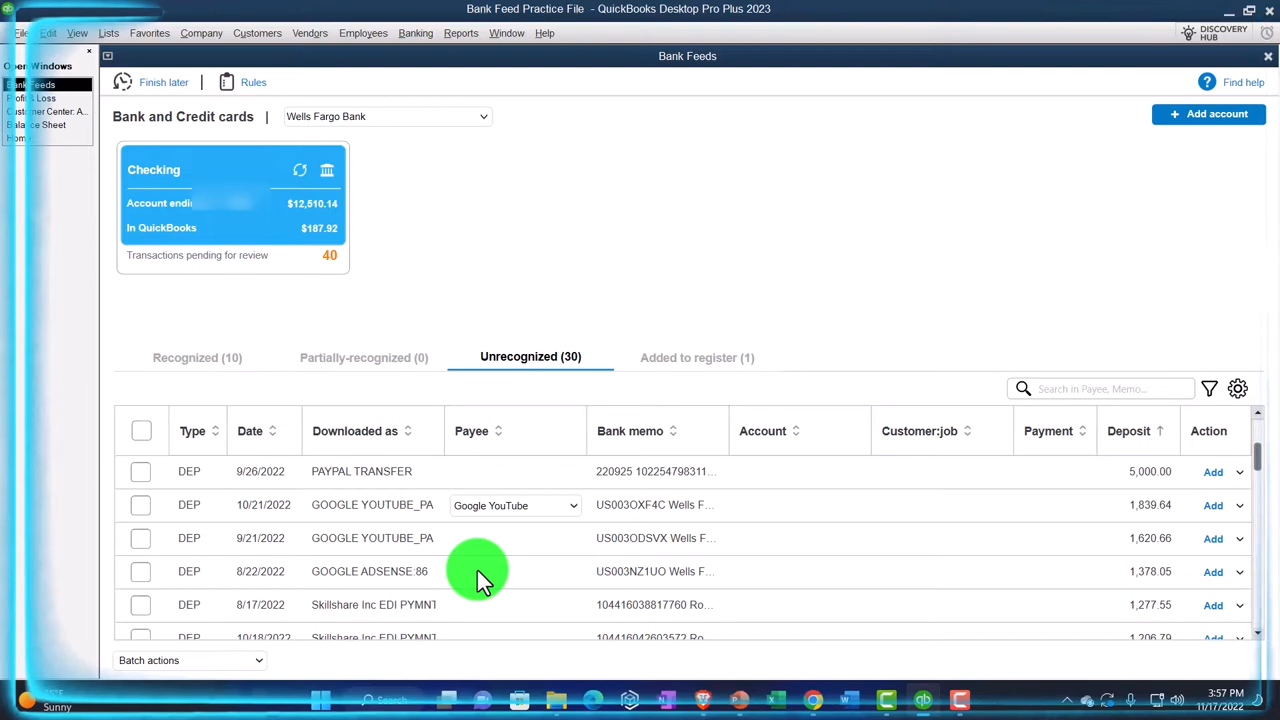 Bank Feed Practice File - QuickBooks Desktop Pro Plus 2023
File Edit View Lists Favorites Company Customers Vendors Employees Banking Reports Window Help
DISCOVERY HUB
Open Windows
Bank Feeds
Profit & Loss
Customer Center: A...
Balance Sheet
Home
Bank Feeds
Finish later | Rules
Find help
Bank and Credit cards | Wells Fargo Bank
+ Add account
Checking
Account $12,510.14
In QuickBooks $187.92
Transactions pending for review 40
Recognized (10) Partially-recognized (0) Unrecognized (30) Added to register (1)
Search in Payee, Memo...
Type Date Downloaded as Payee Bank memo Account Customer:job Payment Deposit Action
DEP 9/26/2022 PAYPAL TRANSFER 220925 102254798311... 5,000.00 Add
DEP 10/21/2022 GOOGLE YOUTUBE_PA Google YouTube US003OXF4C Wells F... 1,839.64 Add
DEP 9/21/2022 GOOGLE YOUTUBE_PA US003ODSVX Wells F... 1,620.66 Add
DEP 8/22/2022 GOOGLE ADSENSE:86 US003NZ1UO Wells F... 1,378.05 Add
DEP 8/17/2022 Skillshare Inc EDI PYMNT 104416038817760 Ro... 1,277.55 Add
DEP 10/18/2022 Skillshare Inc EDI PYMNT 104416042603572 Ro... 1,206.79 Add
Batch actions
Sunny
Search
3:57 PM
11/17/2022